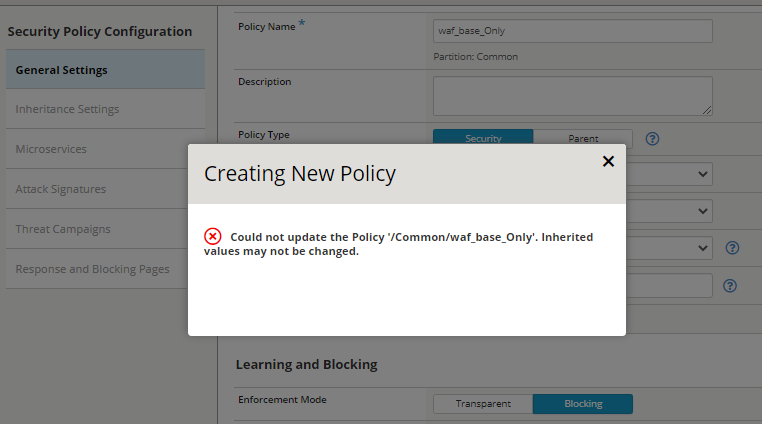 Security Policy Configuration
General Settings
Inheritance Settings
Microservices
Attack Signatures
Threat Campaigns
Response and Blocking Pages
Policy Name *
waf_base_Only
Partition: Common
Description
Policy Type
Security
Parent
?
Creating New Policy
×
Could not update the Policy '/Common/waf_base_Only'. Inherited
values may not be changed.
?
?
Learning and Blocking
Enforcement Mode
Transparent
Blocking